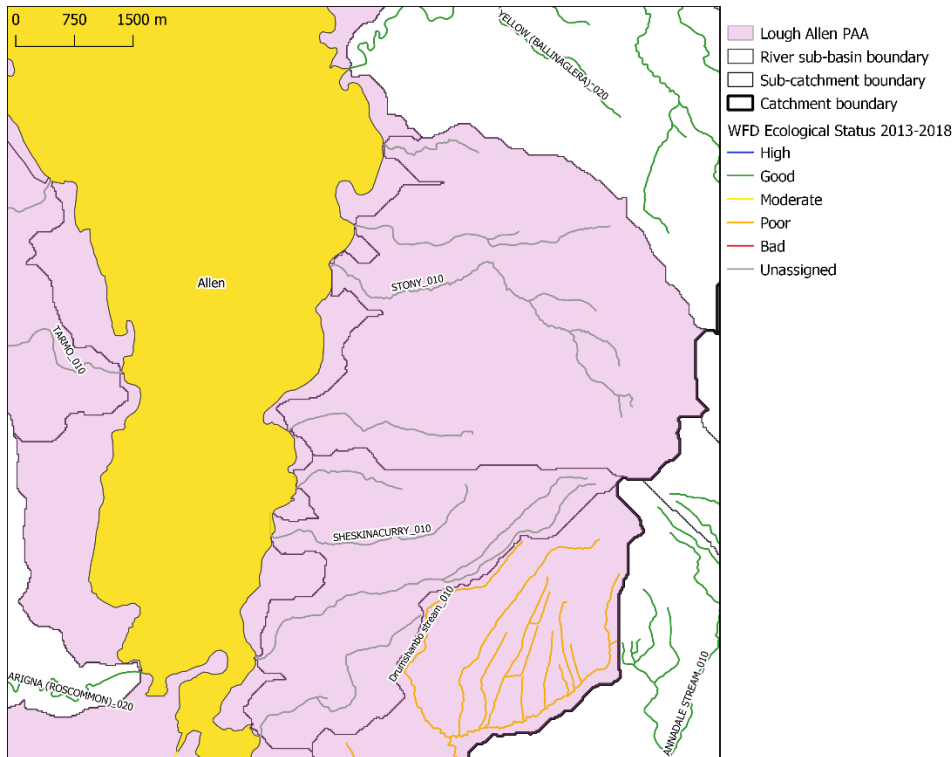 0 750 1500 m
YELLOW (BALLINAGLERA)_020
Allen
STONY_010
TARMO_010
SHESKINACURRY_010
Drumshanbo stream_010
ARIGNA (ROSCOMMON)_020
ANNADALE STREAM_010
Lough Allen PAA
River sub-basin boundary
Sub-catchment boundary
Catchment boundary
WFD Ecological Status 2013-2018
High
Good
Moderate
Poor
Bad
Unassigned